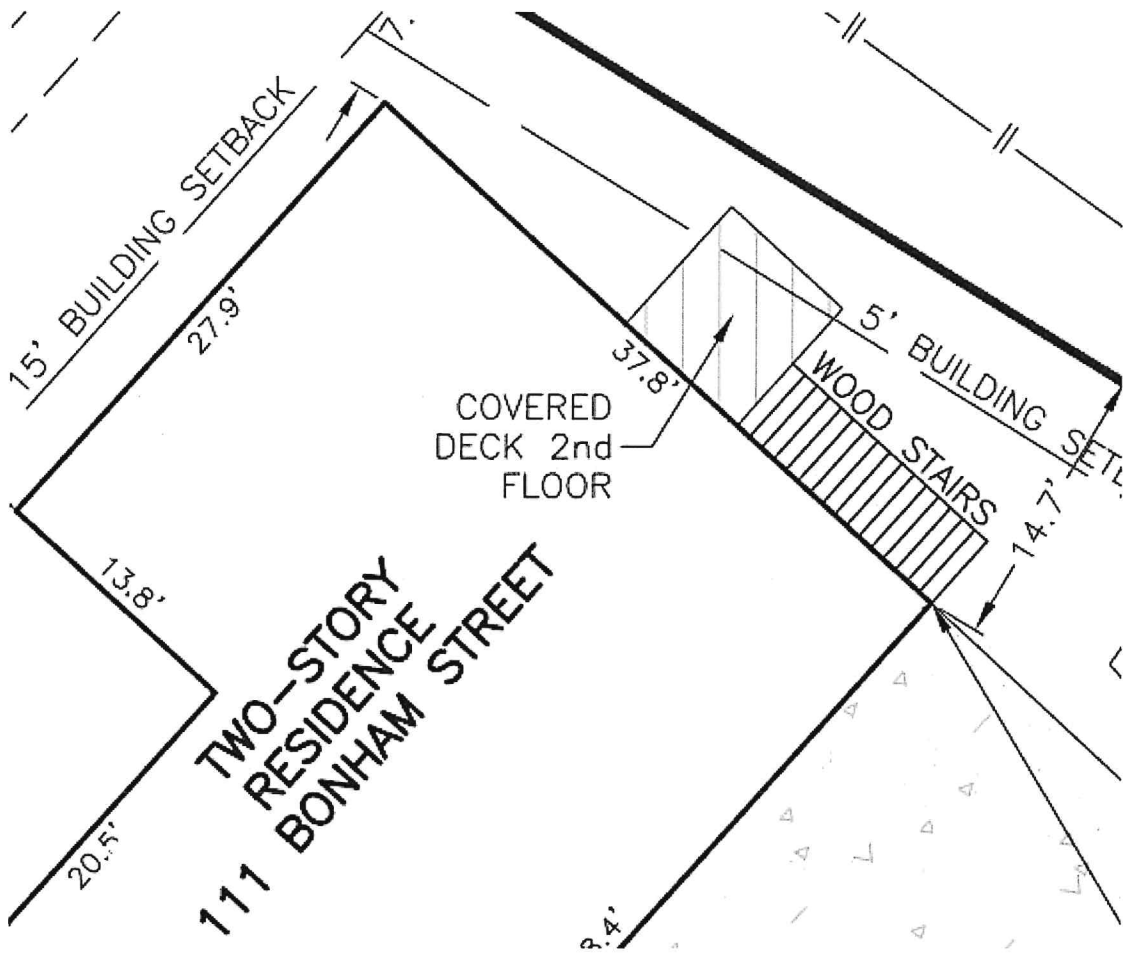 15' BUILDING SETBACK
27.9'
37.8'
COVERED
DECK 2nd
FLOOR
5' BUILDING
WOOD STAIRS
14.7'
13.8'
TWO-STORY
RESIDENCE
111 BONHAM STREET
20.5'